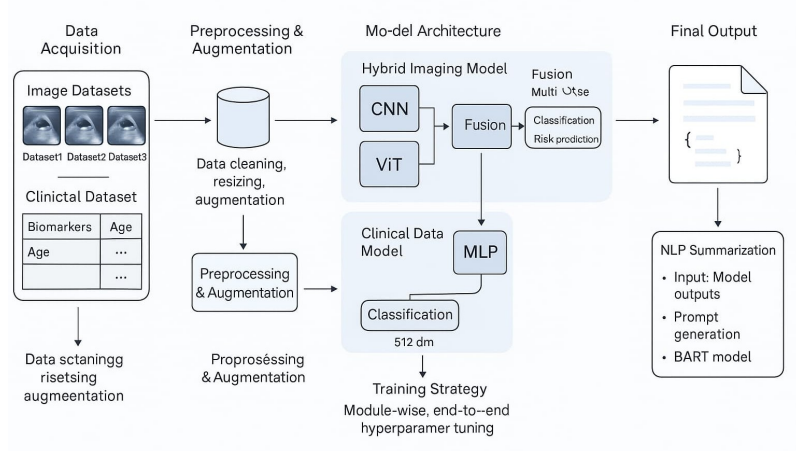 Data
Acquisition
Image Datasets
Dataset1 Dataset2 Dataset3
Clinictal Dataset
Biomarkers Age
Age ...
...
Data sctaningg
risetsing
augmeentation
Preprocessing &
Augmentation
Data cleaning,
resizing,
augmentation
Preprocessing
& Augmentation
Proproséssing
& Augmentation
Mo-del Architecture
Hybrid Imaging Model
CNN
ViT
Fusion
Fusion
Multi
Classification
Risk prediction
Clinical Data
Model
MLP
Classification
512 dm
Training Strategy
Module-wise, end-to--end
hyperparamer tuning
Final Output
{
}
NLP Summarization
• Input: Model
outputs
• Prompt
generation
• BART model